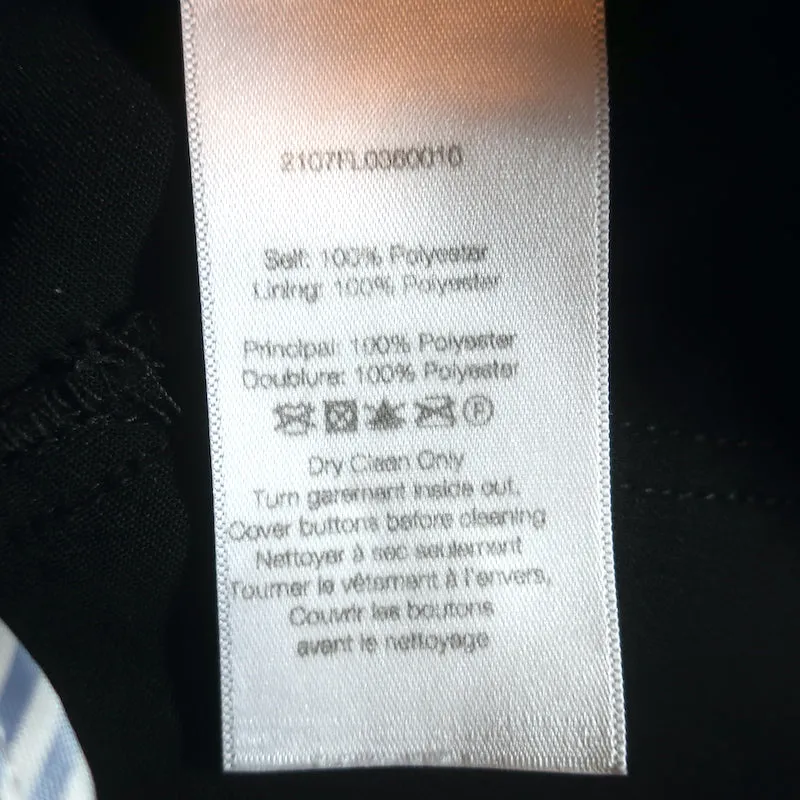 2107FL0360010
Self: 100% Polyester
Lining: 100% Polyester
Principal: 100% Polyester
Doublure: 100% Polyester
P
Dry Clean Only
Turn garement inside out,
Cover buttons before cleaning
Nettoyer à sec seulement
Tourner le vêtement à l'envers,
Couvrir les boutons
avant le nettoyage